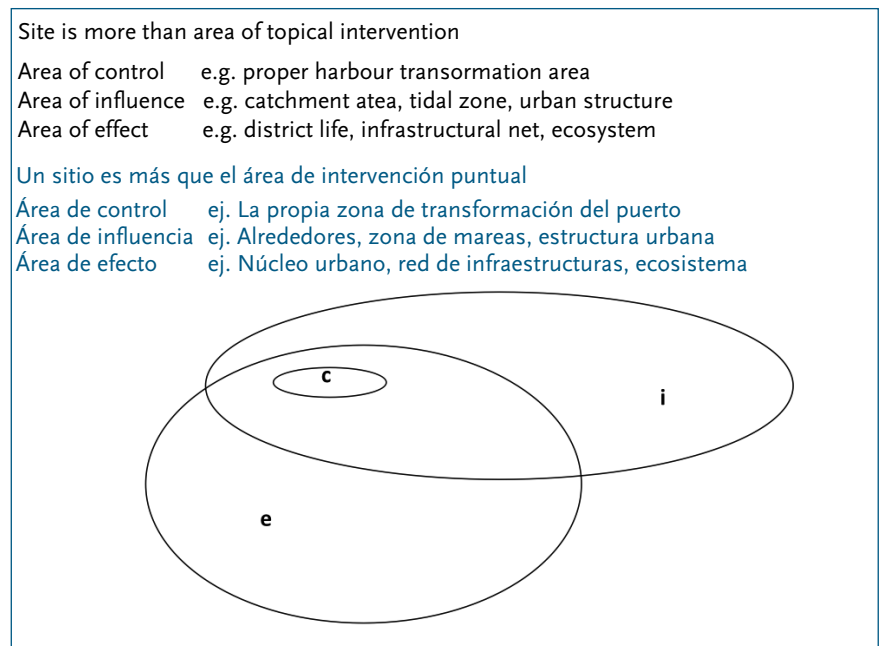 Site is more than area of topical intervention
Area of control e.g. proper harbour transormation area
Area of influence e.g. catchment atea, tidal zone, urban structure
Area of effect e.g. district life, infrastructural net, ecosystem
Un sitio es más que el área de intervención puntual
Área de control ej. La propia zona de transformación del puerto
Área de influencia ej. Alrededores, zona de mareas, estructura urbana
Área de efecto ej. Núcleo urbano, red de infraestructuras, ecosistema
c
i
e